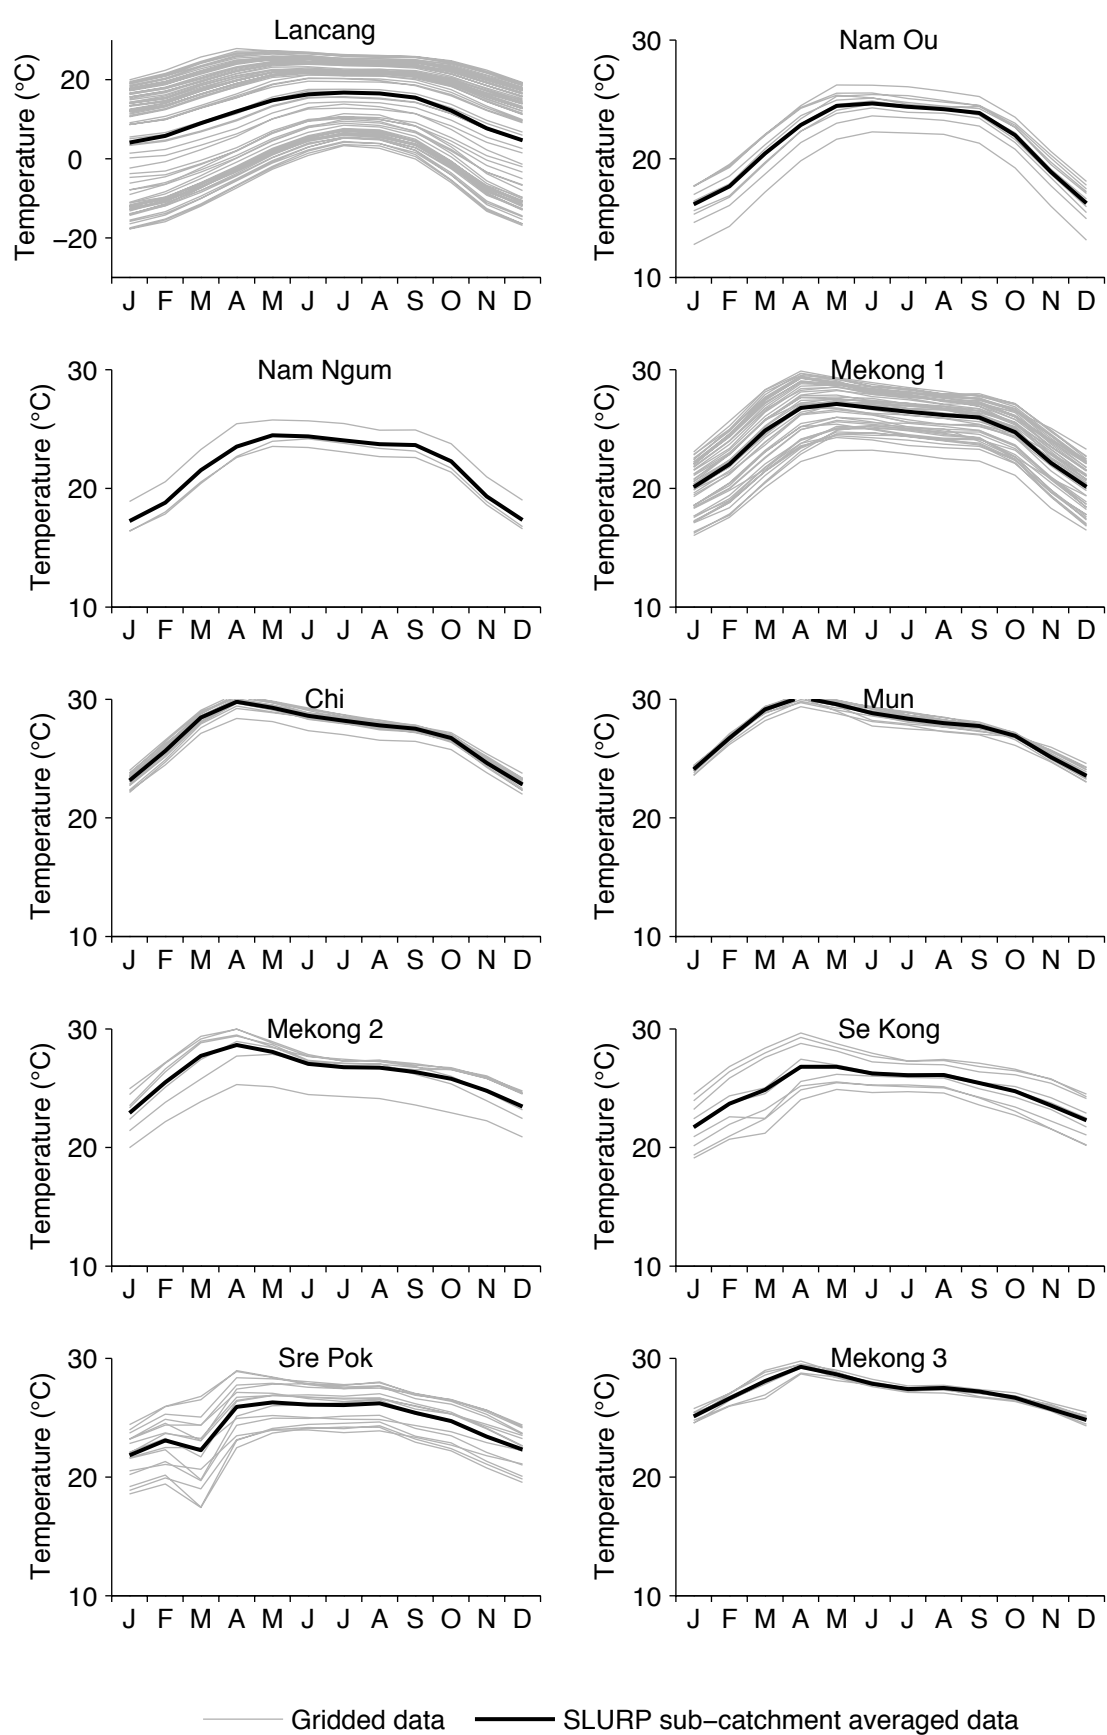 Lancang
Temperature (°C)
20
0
−20
J F M A M J J A S O N D
Nam Ou
Temperature (°C)
30
20
10
J F M A M J J A S O N D
Nam Ngum
Temperature (°C)
30
20
10
J F M A M J J A S O N D
Mekong 1
Temperature (°C)
30
20
10
J F M A M J J A S O N D
Chi
Temperature (°C)
30
20
10
J F M A M J J A S O N D
Mun
Temperature (°C)
30
20
10
J F M A M J J A S O N D
Mekong 2
Temperature (°C)
30
20
10
J F M A M J J A S O N D
Se Kong
Temperature (°C)
30
20
10
J F M A M J J A S O N D
Sre Pok
Temperature (°C)
30
20
10
J F M A M J J A S O N D
Mekong 3
Temperature (°C)
30
20
10
J F M A M J J A S O N D
Gridded data
SLURP sub−catchment averaged data